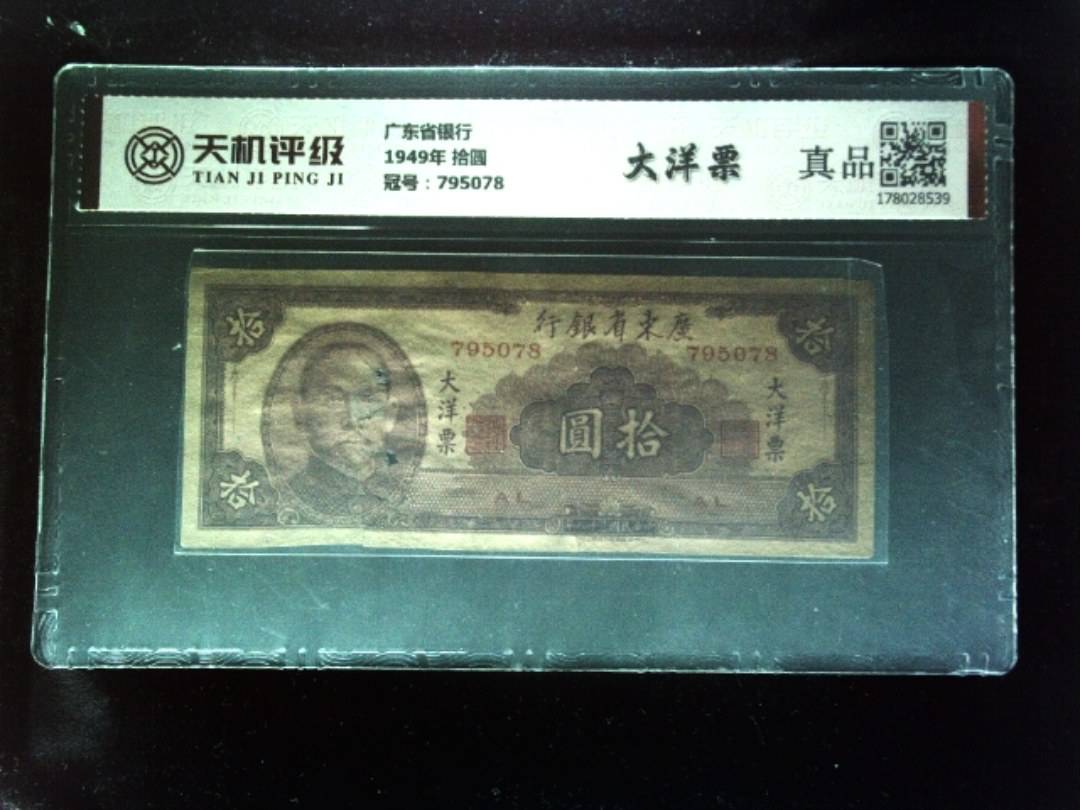 天机评级
TIAN JI PING JI
广东省银行
1949年 拾圆
冠号：795078
大洋票
真品
178028539
行銀省東廣
795078
795078
拾
拾
大洋票
圓拾
大洋票
AL
AL
拾
拾